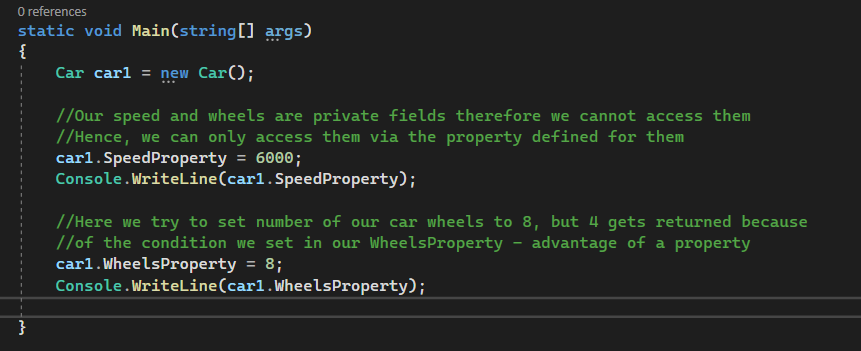 0 references
static void Main(string[] args)
{
Car car1 = new Car();
//Our speed and wheels are private fields therefore we cannot access them
//Hence, we can only access them via the property defined for them
car1.SpeedProperty = 6000;
Console.WriteLine(car1.SpeedProperty);
//Here we try to set number of our car wheels to 8, but 4 gets returned because
//of the condition we set in our WheelsProperty - advantage of a property
car1.WheelsProperty = 8;
Console.WriteLine(car1.WheelsProperty);
}